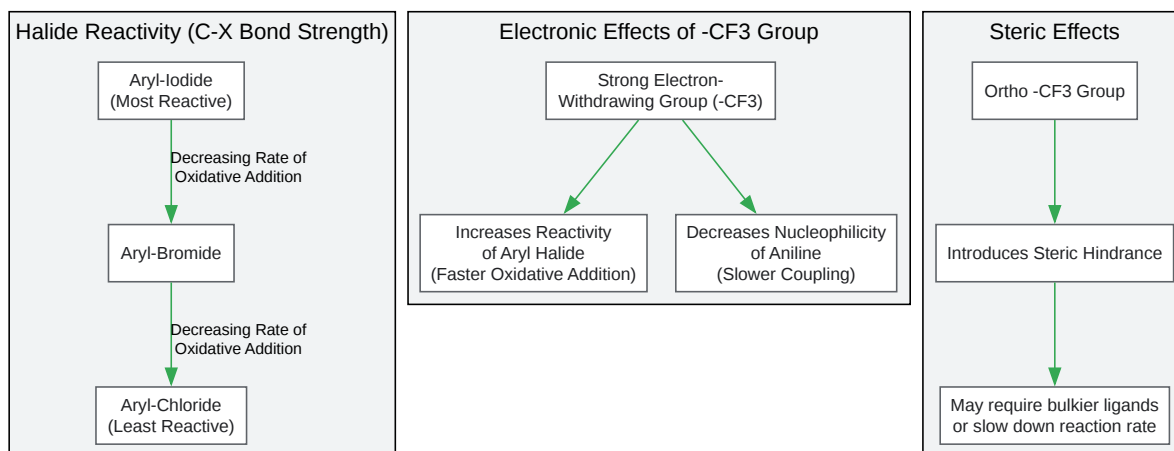 Halide Reactivity (C-X Bond Strength)
Aryl-Iodide
(Most Reactive)
Decreasing Rate of
Oxidative Addition
Aryl-Bromide
Decreasing Rate of
Oxidative Addition
Aryl-Chloride
(Least Reactive)
Electronic Effects of -CF3 Group
Strong Electron-
Withdrawing Group (-CF3)
Increases Reactivity
of Aryl Halide
(Faster Oxidative Addition)
Decreases Nucleophilicity
of Aniline
(Slower Coupling)
Steric Effects
Ortho -CF3 Group
Introduces Steric Hindrance
May require bulkier ligands
or slow down reaction rate